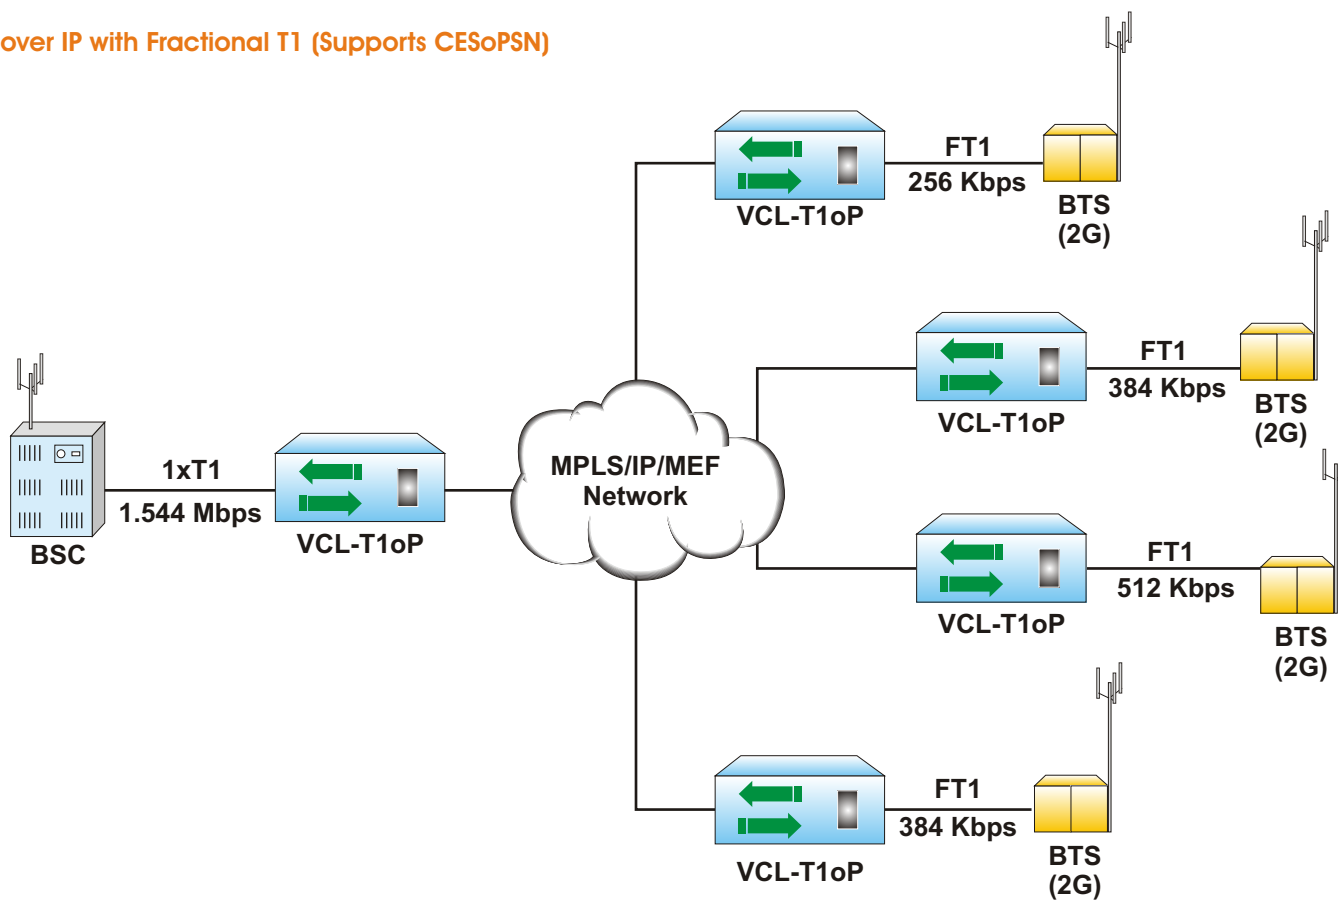 over IP with Fractional T1 (Supports CESoPSN)
FT1
256 Kbps
VCL-T1oP
BTS
(2G)
FT1
384 Kbps
VCL-T1oP
BTS
(2G)
1xT1
1.544 Mbps
BSC
VCL-T1oP
MPLS/IP/MEF
Network
FT1
512 Kbps
VCL-T1oP
BTS
(2G)
FT1
384 Kbps
VCL-T1oP
BTS
(2G)